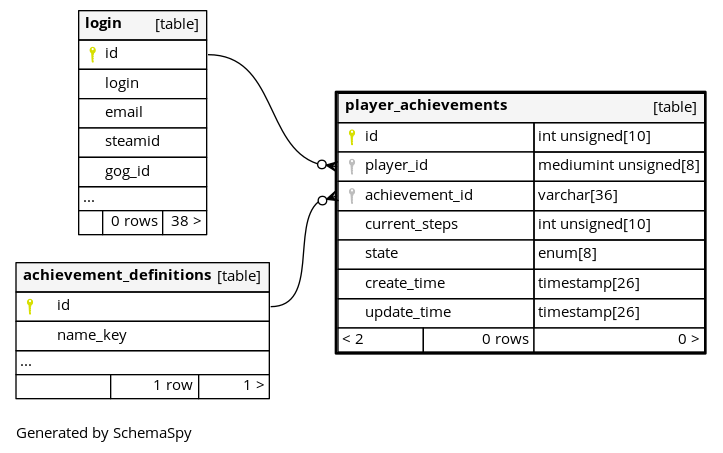 login [table]
id
login
email
steamid
gog_id
...
0 rows 38 >
player_achievements [table]
id int unsigned[10]
player_id mediumint unsigned[8]
achievement_id varchar[36]
current_steps int unsigned[10]
state enum[8]
create_time timestamp[26]
update_time timestamp[26]
< 2 0 rows 0 >
achievement_definitions [table]
id
name_key
...
1 row 1 >
Generated by SchemaSpy